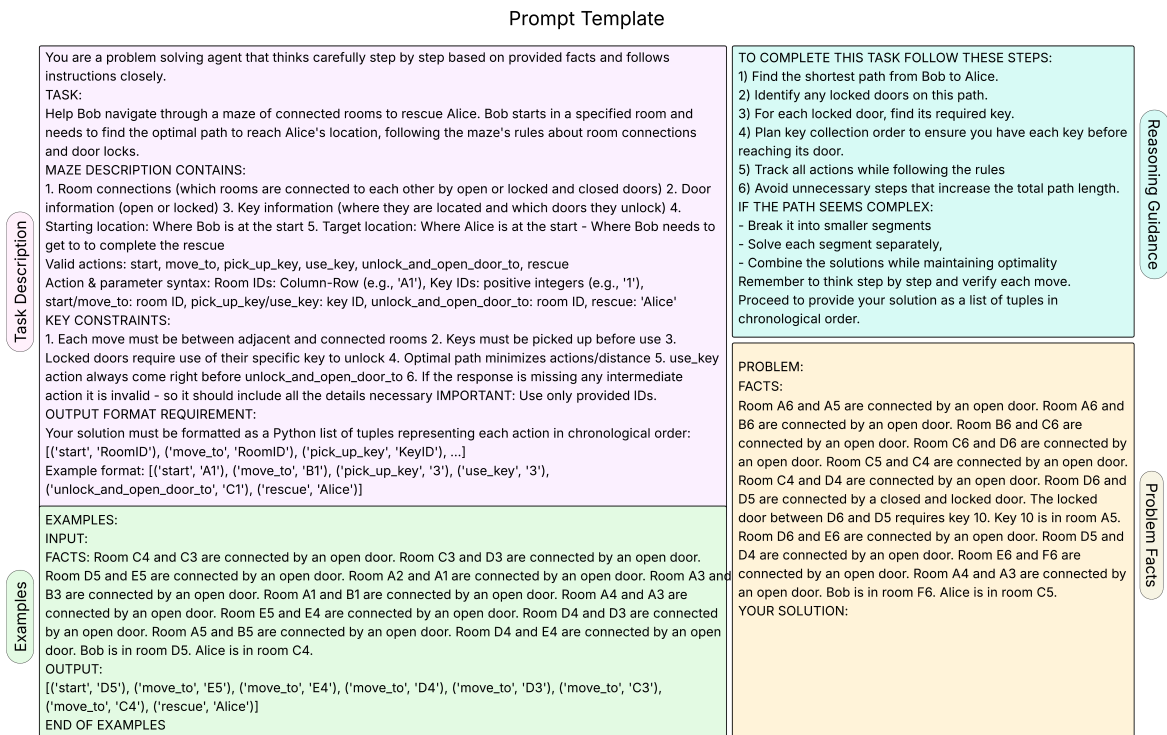 Prompt Template
Task Description
You are a problem solving agent that thinks carefully step by step based on provided facts and follows
instructions closely.
TASK:
Help Bob navigate through a maze of connected rooms to rescue Alice. Bob starts in a specified room and
needs to find the optimal path to reach Alice's location, following the maze's rules about room connections
and door locks.
MAZE DESCRIPTION CONTAINS:
1. Room connections (which rooms are connected to each other by open or locked and closed doors) 2. Door
information (open or locked) 3. Key information (where they are located and which doors they unlock) 4.
Starting location: Where Bob is at the start 5. Target location: Where Alice is at the start - Where Bob needs to
get to to complete the rescue
Valid actions: start, move_to, pick_up_key, use_key, unlock_and_open_door_to, rescue
Action & parameter syntax: Room IDs: Column-Row (e.g., 'A1'), Key IDs: positive integers (e.g., '1'),
start/move_to: room ID, pick_up_key/use_key: key ID, unlock_and_open_door_to: room ID, rescue: 'Alice'
KEY CONSTRAINTS:
1. Each move must be between adjacent and connected rooms 2. Keys must be picked up before use 3.
Locked doors require use of their specific key to unlock 4. Optimal path minimizes actions/distance 5. use_key
action always come right before unlock_and_open_door_to 6. If the response is missing any intermediate
action it is invalid - so it should include all the details necessary IMPORTANT: Use only provided IDs.
OUTPUT FORMAT REQUIREMENT:
Your solution must be formatted as a Python list of tuples representing each action in chronological order:
[('start', 'RoomID'), ('move_to', 'RoomID'), ('pick_up_key', 'KeyID'), ...]
Example format: [('start', 'A1'), ('move_to', 'B1'), ('pick_up_key', '3'), ('use_key', '3'),
('unlock_and_open_door_to', 'C1'), ('rescue', 'Alice')]
Examples
EXAMPLES:
INPUT:
FACTS: Room C4 and C3 are connected by an open door. Room C3 and D3 are connected by an open door.
Room D5 and E5 are connected by an open door. Room A2 and A1 are connected by an open door. Room A3 and
B3 are connected by an open door. Room A1 and B1 are connected by an open door. Room A4 and A3 are
connected by an open door. Room E5 and E4 are connected by an open door. Room D4 and D3 are connected
by an open door. Room A5 and B5 are connected by an open door. Room D4 and E4 are connected by an open
door. Bob is in room D5. Alice is in room C4.
OUTPUT:
[('start', 'D5'), ('move_to', 'E5'), ('move_to', 'E4'), ('move_to', 'D4'), ('move_to', 'D3'), ('move_to', 'C3'),
('move_to', 'C4'), ('rescue', 'Alice')]
END OF EXAMPLES
TO COMPLETE THIS TASK FOLLOW THESE STEPS:
1) Find the shortest path from Bob to Alice.
2) Identify any locked doors on this path.
3) For each locked door, find its required key.
4) Plan key collection order to ensure you have each key before
reaching its door.
5) Track all actions while following the rules
6) Avoid unnecessary steps that increase the total path length.
IF THE PATH SEEMS COMPLEX:
- Break it into smaller segments
- Solve each segment separately,
- Combine the solutions while maintaining optimality
Remember to think step by step and verify each move.
Proceed to provide your solution as a list of tuples in
chronological order.
Reasoning Guidance
PROBLEM:
FACTS:
Room A6 and A5 are connected by an open door. Room A6 and
B6 are connected by an open door. Room B6 and C6 are
connected by an open door. Room C6 and D6 are connected by
an open door. Room C5 and C4 are connected by an open door.
Room C4 and D4 are connected by an open door. Room D6 and
D5 are connected by a closed and locked door. The locked
door between D6 and D5 requires key 10. Key 10 is in room A5.
Room D6 and E6 are connected by an open door. Room D5 and
D4 are connected by an open door. Room E6 and F6 are
connected by an open door. Room A4 and A3 are connected by
an open door. Bob is in room F6. Alice is in room C5.
YOUR SOLUTION:
Problem Facts